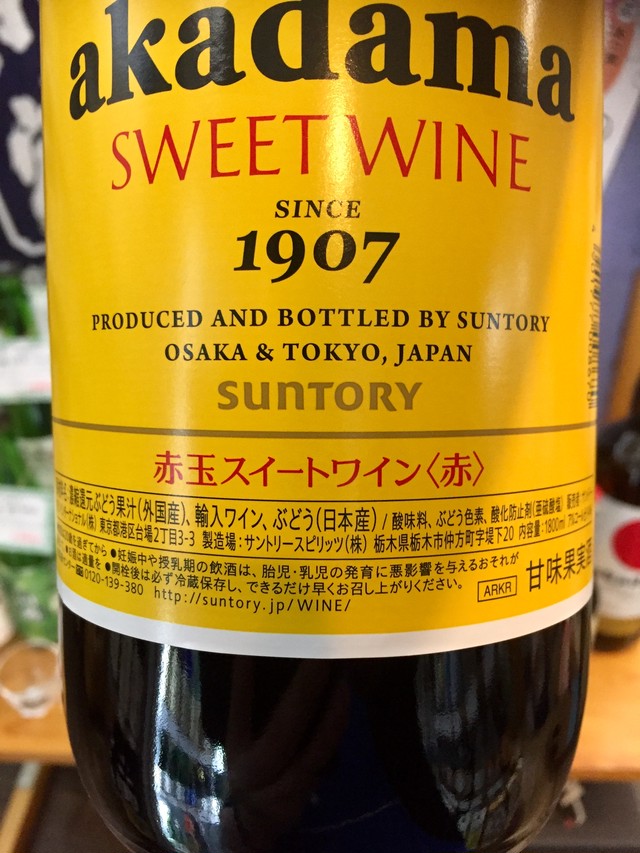 akadama
SWEET WINE
SINCE
1907
PRODUCED AND BOTTLED BY SUNTORY
OSAKA & TOKYO, JAPAN
SUNTORY
赤玉スイートワイン〈赤〉
濃縮還元ぶどう果汁(外国産)、輸入ワイン、ぶどう(日本産)/酸味料、ぶどう色素、酸化防止剤(亜硫酸塩)
(株) 東京都港区台場2丁目3-3 製造場:サントリースピリッツ(株) 栃木県栃木市仲方町字堤下20 内容量:1800ml
過ぎてから ●妊娠中や授乳期の飲酒は、胎児・乳児の発育に悪影響を与えるおそれが
●開栓後は必ず冷蔵保存し、できるだけ早くお召し上がりください。
0120-139-380 http://suntory.jp/WINE/
ARKR
甘味果実